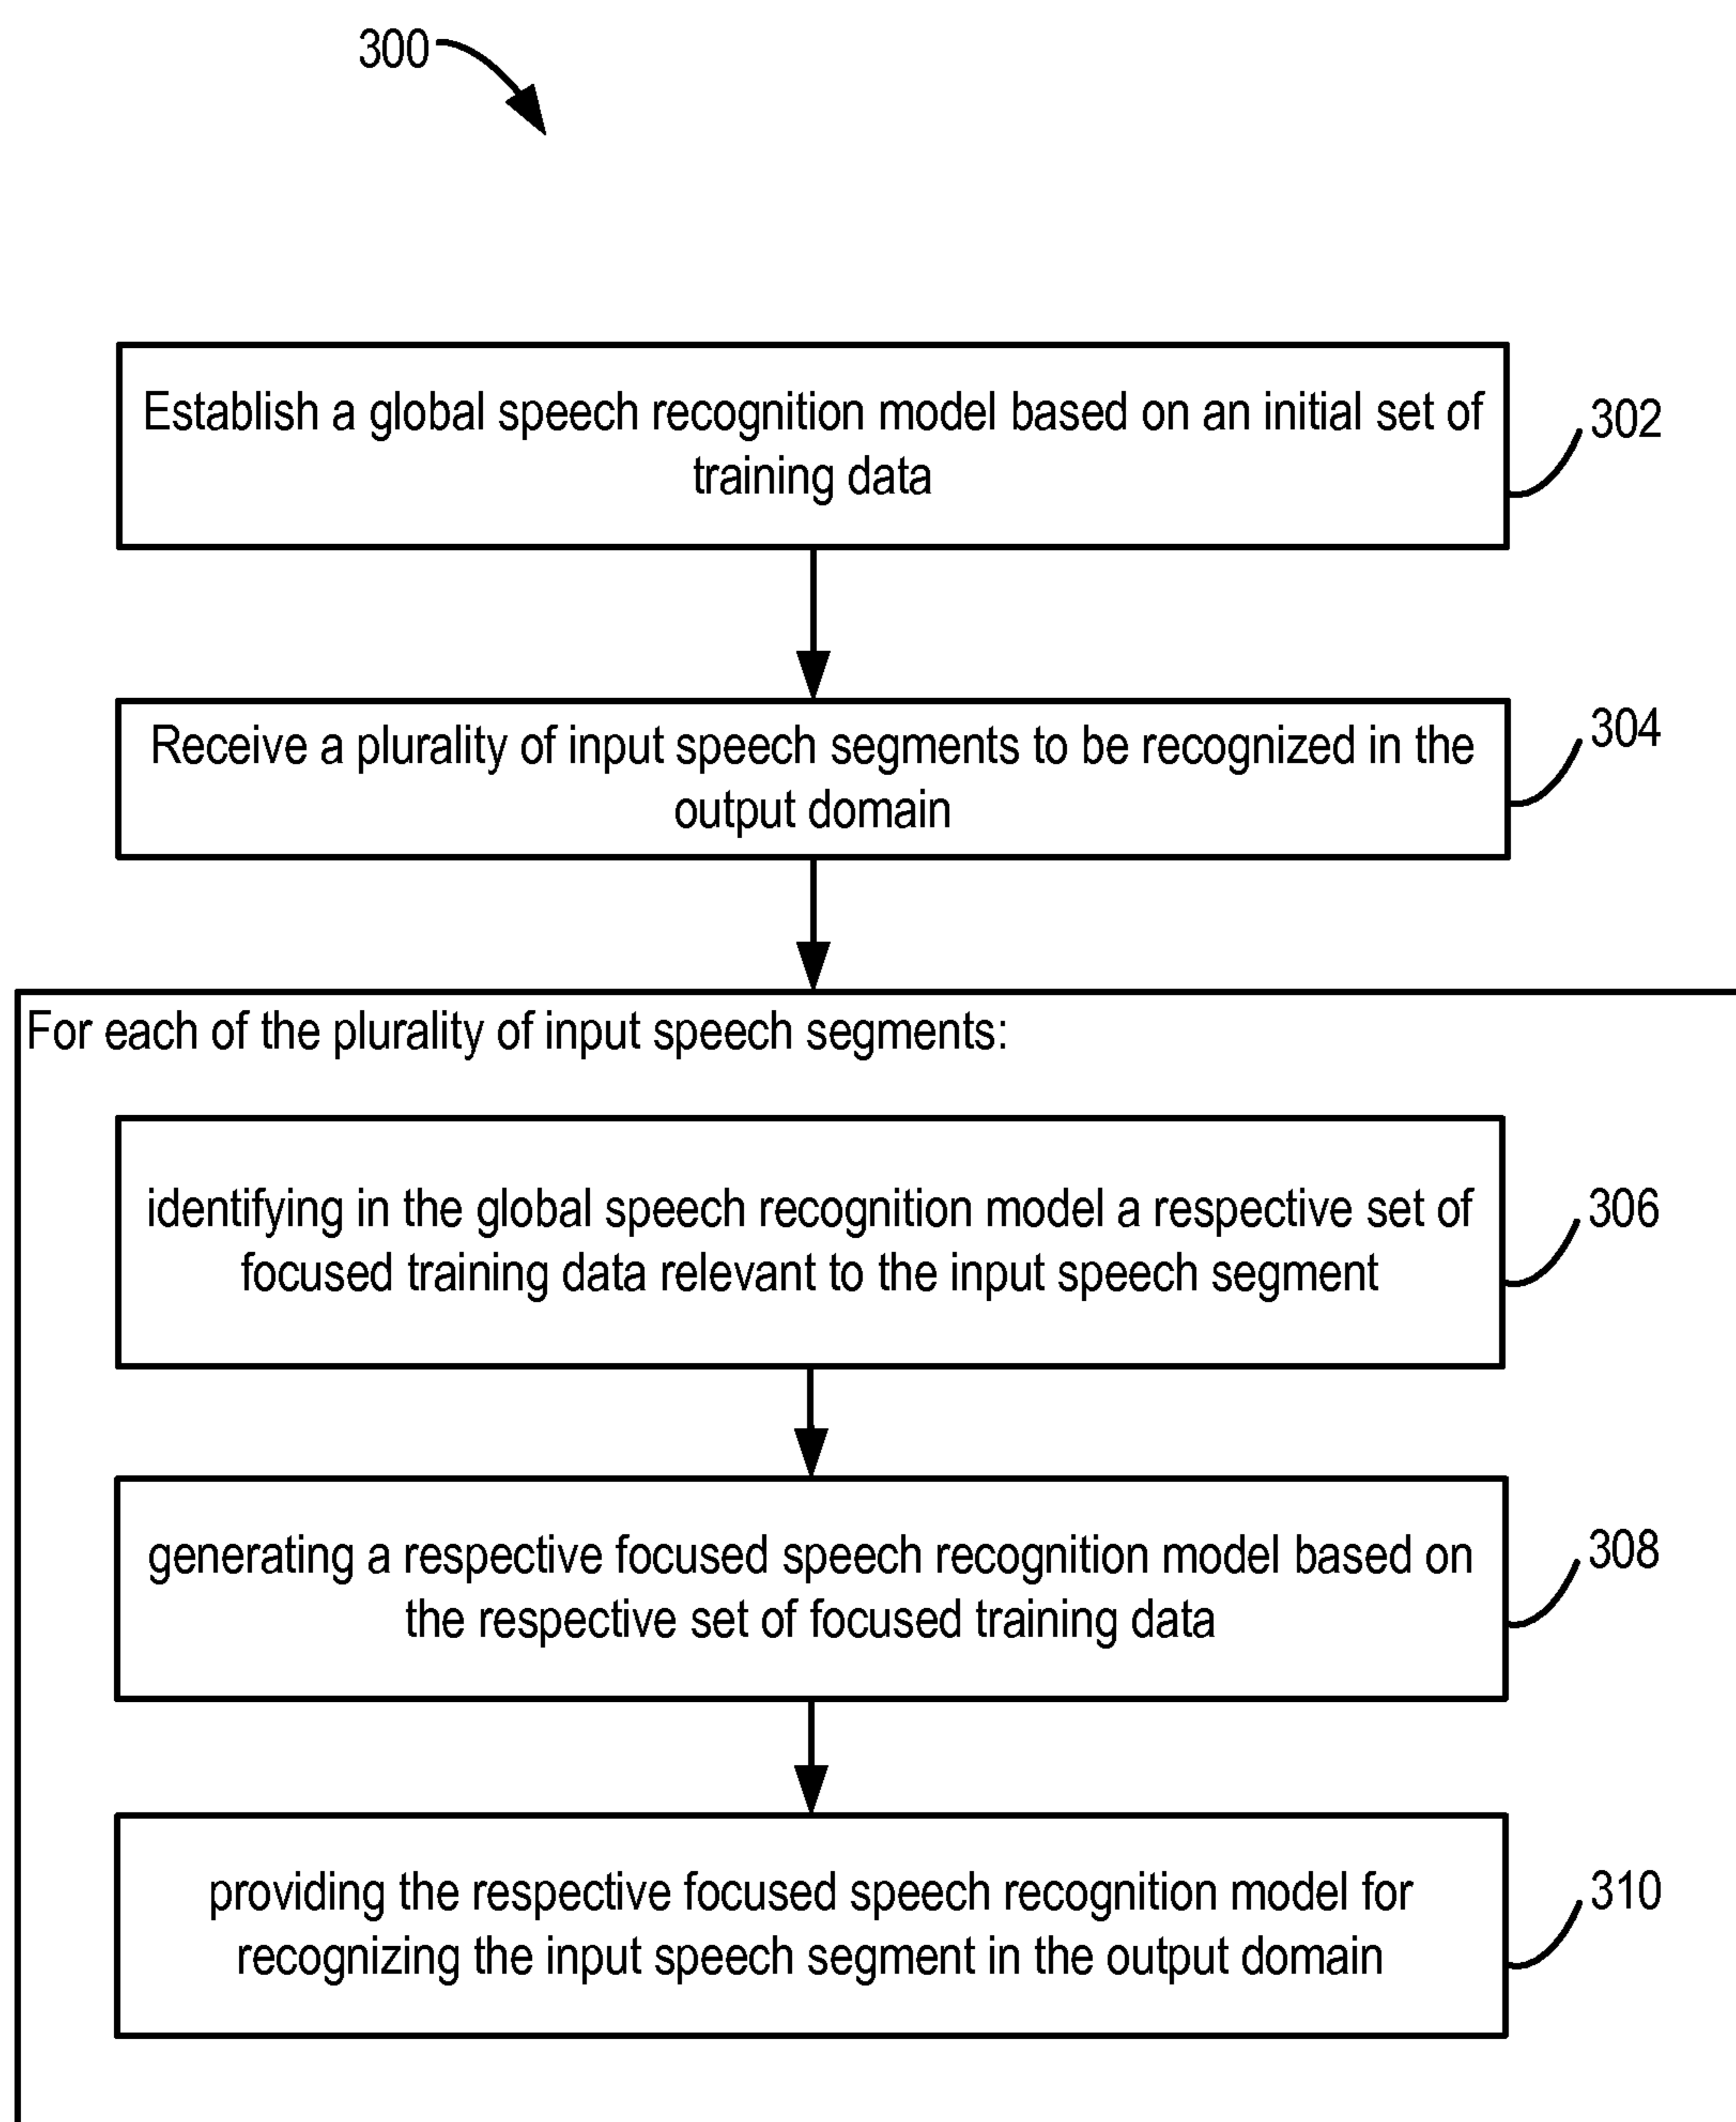 300
Establish a global speech recognition model based on an initial set of
training data
302
Receive a plurality of input speech segments to be recognized in the
output domain
304
For each of the plurality of input speech segments:
identifying in the global speech recognition model a respective set of
focused training data relevant to the input speech segment
306
generating a respective focused speech recognition model based on
the respective set of focused training data
308
providing the respective focused speech recognition model for
recognizing the input speech segment in the output domain
310